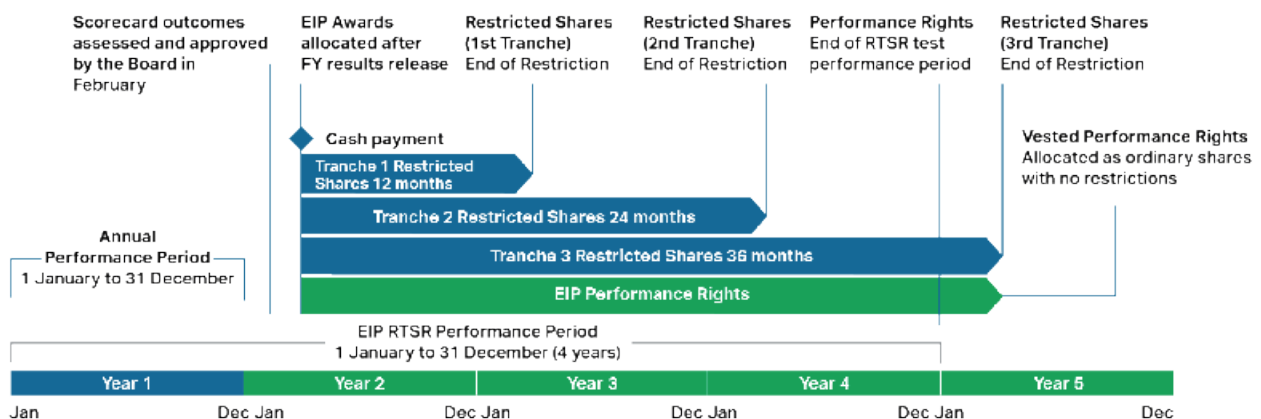 Scorecard outcomes
assessed and approved
by the Board in
February
EIP Awards
allocated after
FY results release
Restricted Shares
(1st Tranche)
End of Restriction
Restricted Shares
(2nd Tranche)
End of Restriction
Performance Rights
End of RTSR test
performance period
Restricted Shares
(3rd Tranche)
End of Restriction
Cash payment
Tranche 1 Restricted
Shares 12 months
Tranche 2 Restricted Shares 24 months
Tranche 3 Restricted Shares 36 months
EIP Performance Rights
Vested Performance Rights
Allocated as ordinary shares
with no restrictions
Annual
Performance Period
1 January to 31 December
EIP RTSR Performance Period
1 January to 31 December (4 years)
Year 1 Year 2 Year 3 Year 4 Year 5
Jan Dec Jan Dec Jan Dec Jan Dec Jan Dec